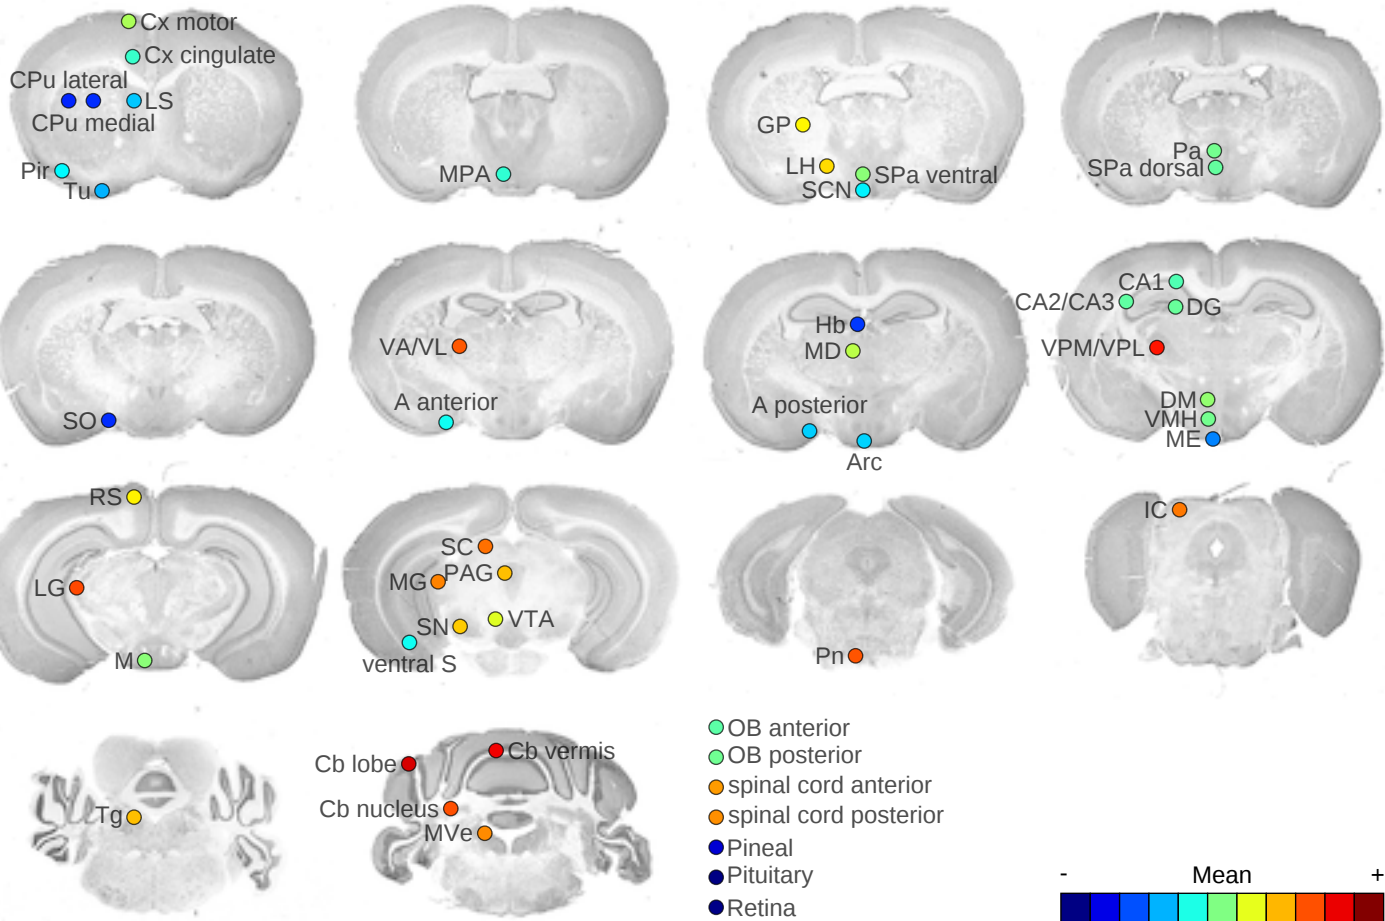 Cx motor
Cx cingulate
CPu lateral
LS
CPu medial
Pir
Tu
MPA
GP
LH
SPa ventral
SCN
Pa
SPa dorsal
SO
VA/VL
A anterior
Hb
MD
A posterior
Arc
CA1
CA2/CA3
DG
VPM/VPL
DM
VMH
ME
RS
LG
M
SC
MG
PAG
SN
VTA
ventral S
Pn
IC
Tg
Cb lobe
Cb vermis
Cb nucleus
MVe
OB anterior
OB posterior
spinal cord anterior
spinal cord posterior
Pineal
Pituitary
Retina
- Mean +